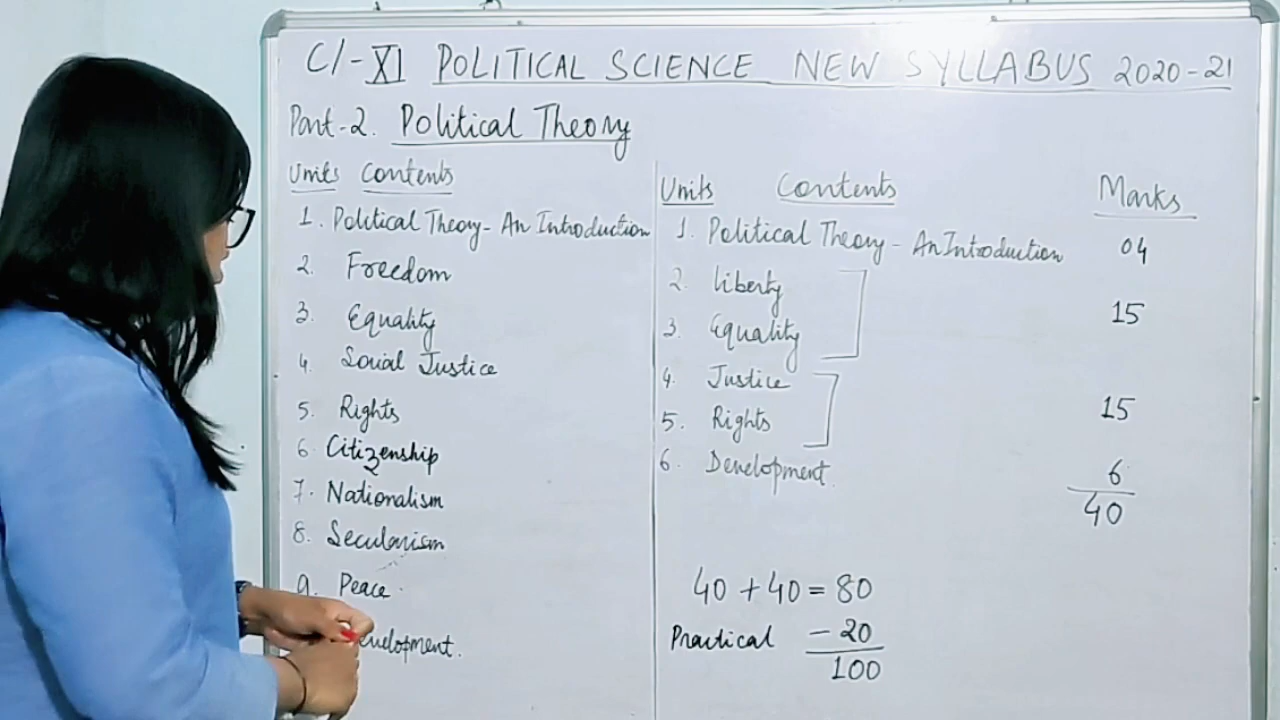 C/-XI POLITICAL SCIENCE NEW SYLLABUS 2020-21
Part-2. Political Theory
Units Contents
1. Political Theory- An Introduction
2. Freedom
3. Equality
4. Social Justice
5. Rights
6. Citizenship
7. Nationalism
8. Secularism
9. Peace.
Units Contents Marks
1. Political Theory - An Introduction 04
2. Liberty
3. Equality
15
4. Justice
5. Rights
15
6. Development. 6
40
40 + 40 = 80
Practical - 20
100